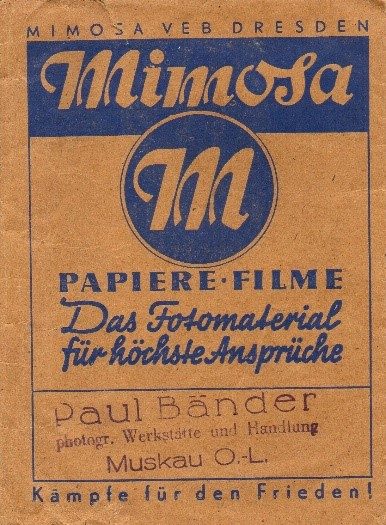 MIMOSA VEB DRESDEN
Mimosa
M
PAPIERE·FILME
Das Fotomaterial
für höchste Ansprüche
Paul Bänder
photogr. Werkstätte und Handlung
Muskau O.-L.
Kämpfe für den Frieden!